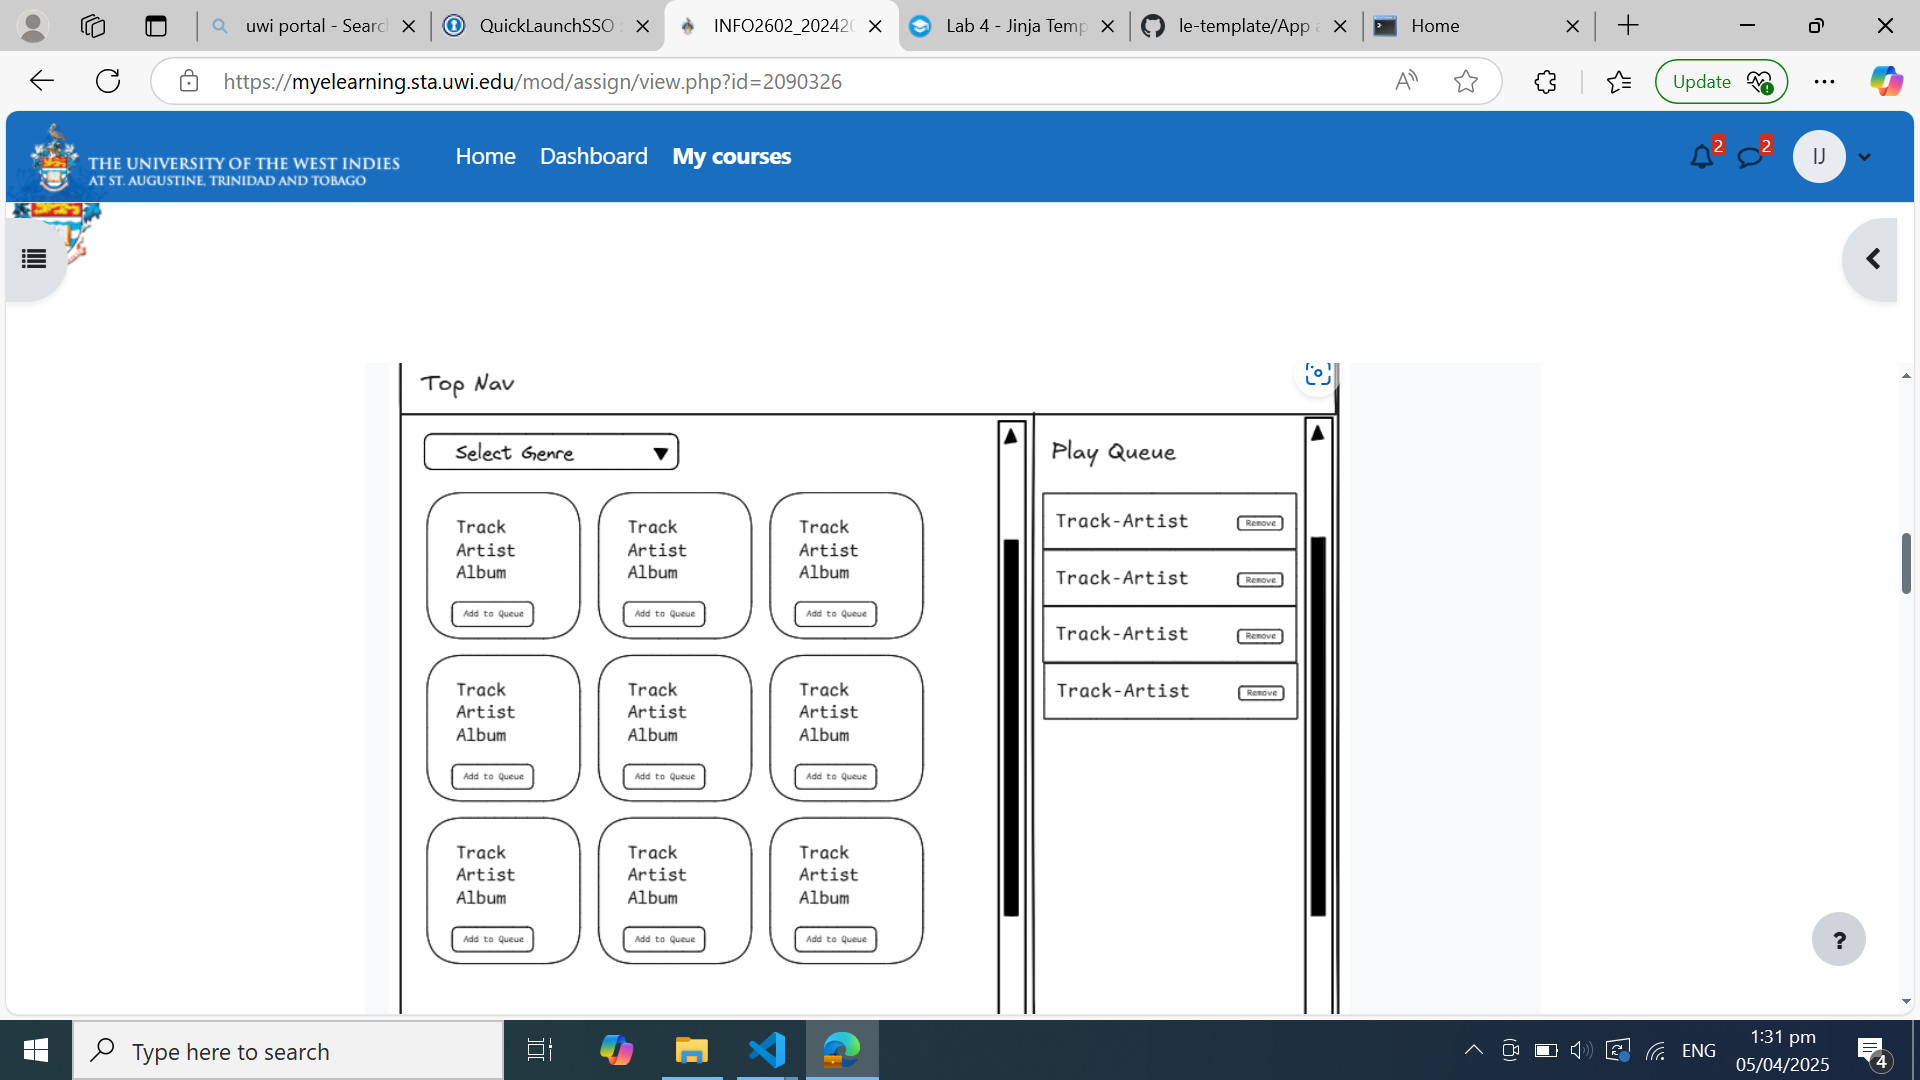 uwi portal - Searc
QuickLaunchSSO :
INFO2602_20242
Lab 4 - Jinja Temp
le-template/App a
Home
https://myelearning.sta.uwi.edu/mod/assign/view.php?id=2090326
Update
THE UNIVERSITY OF THE WEST INDIES
AT ST. AUGUSTINE, TRINIDAD AND TOBAGO
Home
Dashboard
My courses
2
2
IJ
Top Nav
Select Genre
Play Queue
Track
Artist
Album
Add to Queue
Track
Artist
Album
Add to Queue
Track
Artist
Album
Add to Queue
Track-Artist
Remove
Track-Artist
Remove
Track-Artist
Remove
Track-Artist
Remove
Track
Artist
Album
Add to Queue
Track
Artist
Album
Add to Queue
Track
Artist
Album
Add to Queue
Track
Artist
Album
Add to Queue
Track
Artist
Album
Add to Queue
Track
Artist
Album
Add to Queue
?
Type here to search
ENG
1:31 pm
05/04/2025
4